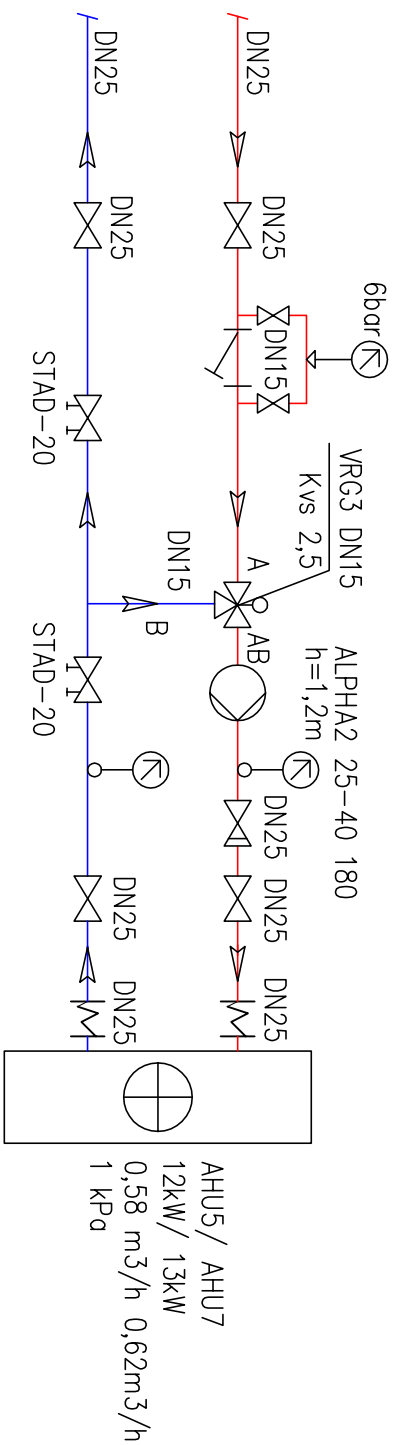 DN25
DN25
6bar
DN15
VRG3 DN15
Kvs 2,5
A
AB
ALPHA2 25-40 180
h=1,2m
DN25
DN25
DN25
DN25
DN25
STAD-20
DN15
B
STAD-20
DN25
DN25
AHU5/ AHU7
12kW/ 13kW
0,58 m3/h 0,62m3/h
1 kPa